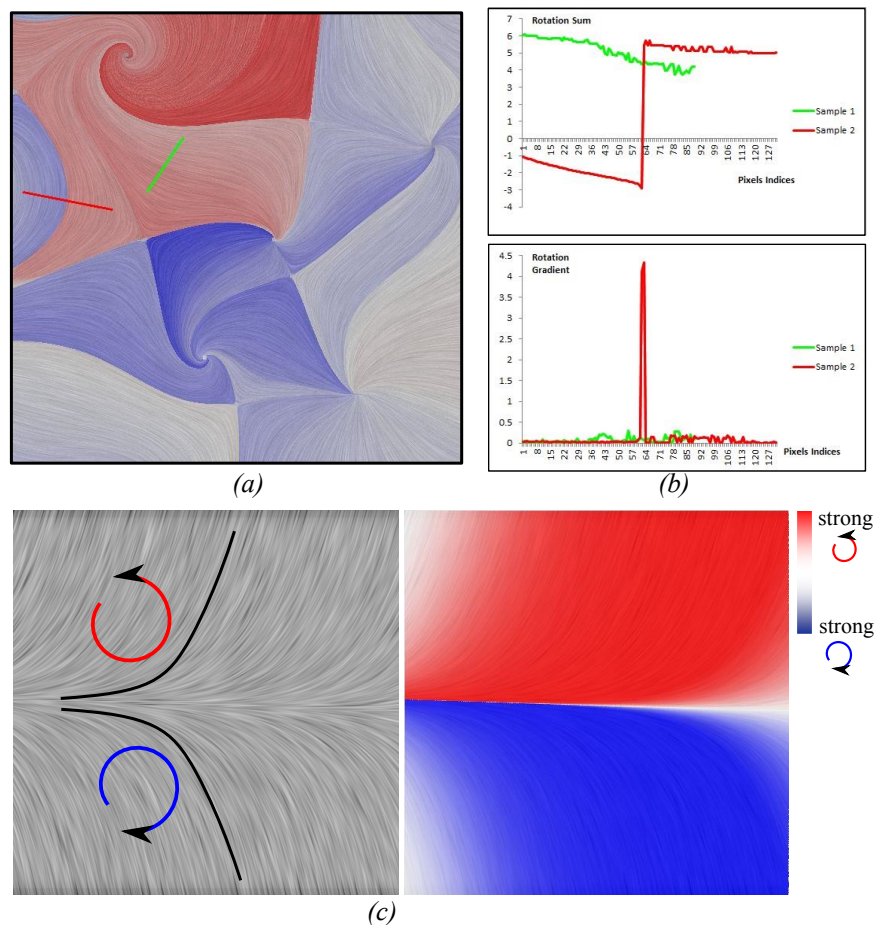 Rotation Sum
7
6
5
4
3
2
1
0
-1
-2
-3
-4
1 8 15 22 29 36 43 50 57 64 71 78 85 92 99 106 113 120 127
Pixels Indices
Sample 1
Sample 2
Rotation
Gradient
4.5
4
3.5
3
2.5
2
1.5
1
0.5
0
1 8 15 22 29 36 43 50 57 64 71 78 85 92 99 106 113 120 127
Pixels Indices
Sample 1
Sample 2
(a)
(b)
strong
strong
(c)